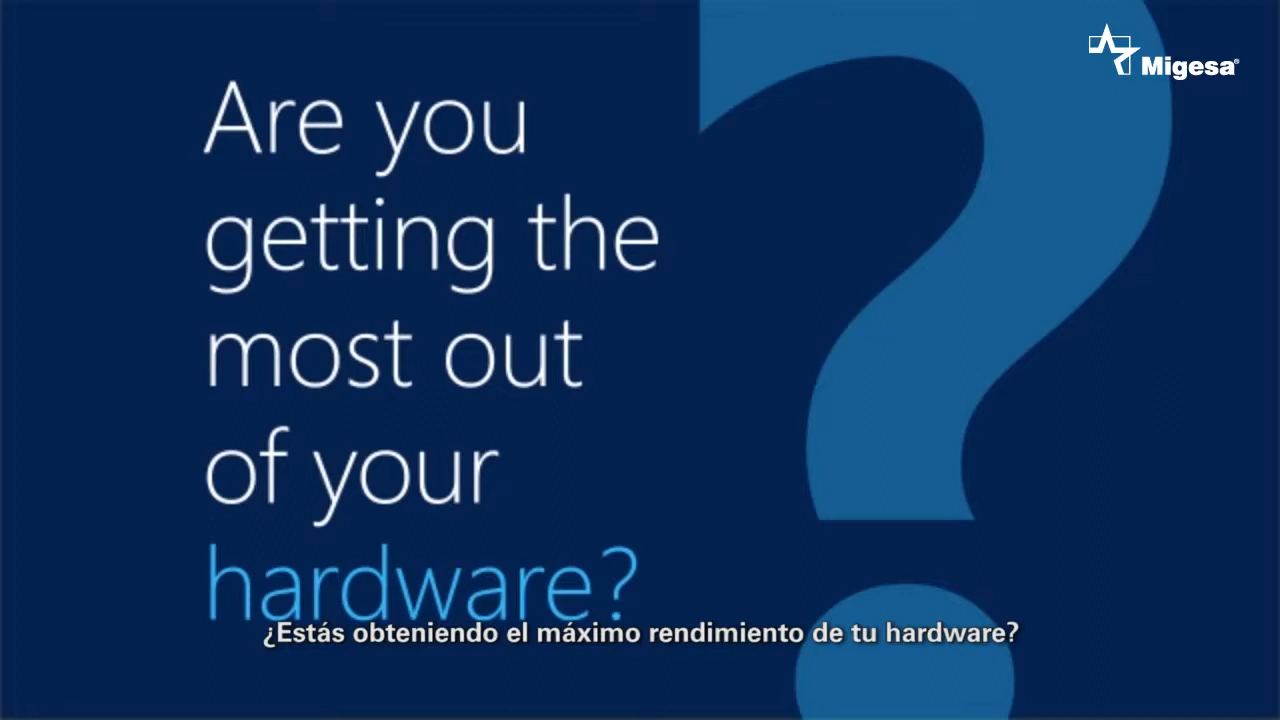 Migesa®
Are you
getting the
most out
of your
hardware?
¿Estás obteniendo el máximo rendimiento de tu hardware?